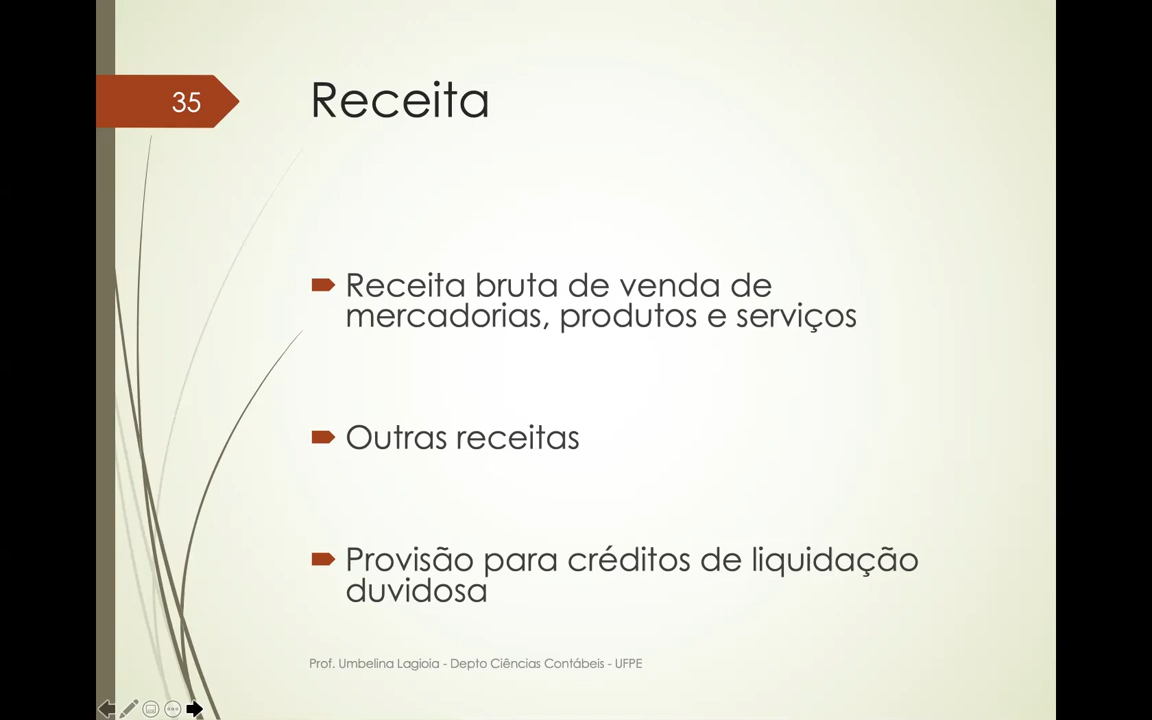 35
Receita
Receita bruta de venda de
mercadorias, produtos e serviços
Outras receitas
Provisão para créditos de liquidação
duvidosa
Prof. Umbelina Lagioia - Depto Ciências Contábeis - UFPE